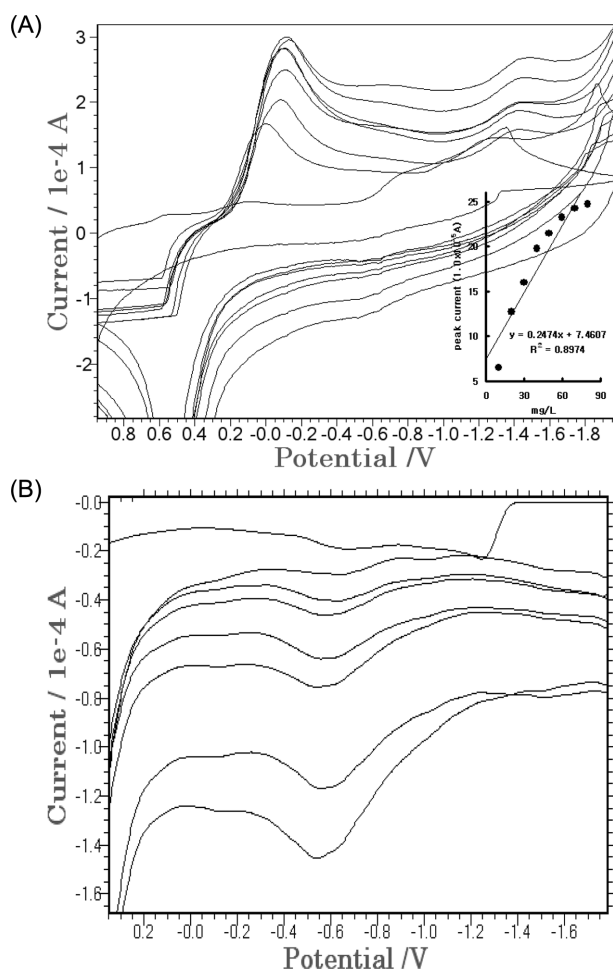 (A)
Current / 1e-4 A
3
2
1
0
-1
-2
peak current (1.0x10⁻⁵A)
25
20
15
10
5
y = 0.2474x + 7.4607
R² = 0.8974
0 30 60 90
mg/L
0.9 0.6 0.4 0.2 -0.0 -0.2 -0.4 -0.6 -0.8 -1.0 -1.2 -1.4 -1.6 -1.8
Potential /V
(B)
Current / 1e-4 A
-0.0
-0.2
-0.4
-0.6
-0.8
-1.0
-1.2
-1.4
-1.6
0.2 -0.0 -0.2 -0.4 -0.6 -0.8 -1.0 -1.2 -1.4 -1.6
Potential /V